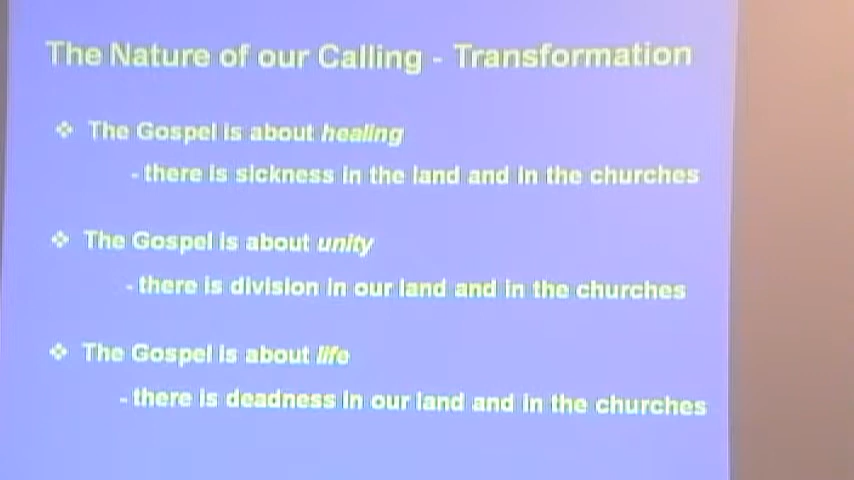 The Nature of our Calling - Transformation
❖ The Gospel is about healing
- there is sickness in the land and in the churches
❖ The Gospel is about unity
- there is division in our land and in the churches
❖ The Gospel is about life
- there is deadness in our land and in the churches